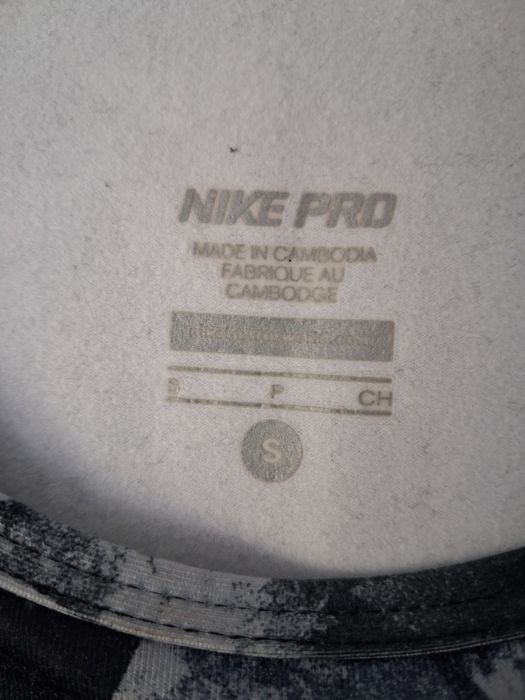 NIKE PRO
MADE IN CAMBODIA
FABRIQUE AU
CAMBODGE
S P CH
S